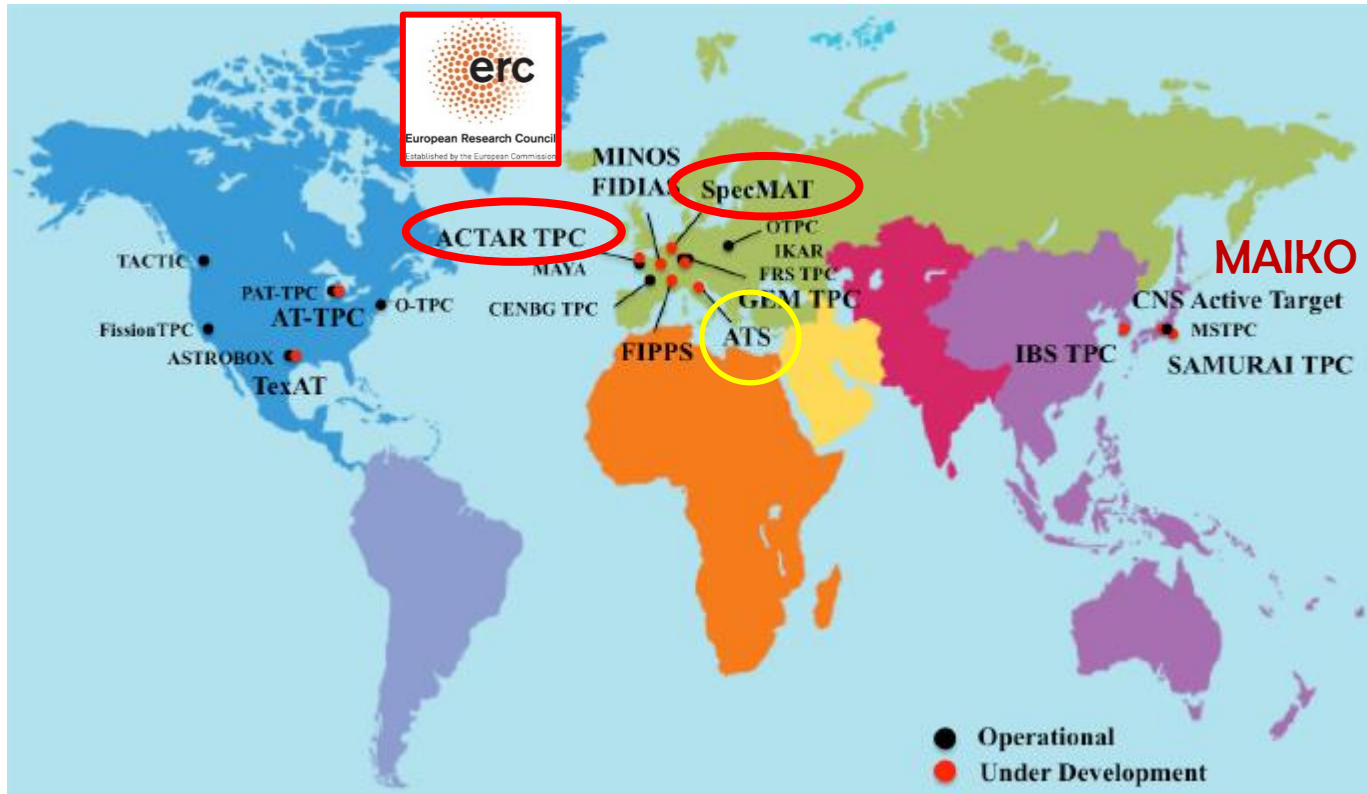 erc
European Research Council
Established by the European Commission
MINOS
FIDIAS
SpecMAT
ACTAR TPC
OTPC
IKAR
MAYA
FRS TPC
CENBG TPC
GEM TPC
ATS
FIPPS
TACTIC
PAT-TPC
AT-TPC
O-TPC
FissionTPC
ASTROBOX
TexAT
MAIKO
CNS Active Target
MSTPC
IBS TPC
SAMURAI TPC
Operational
Under Development